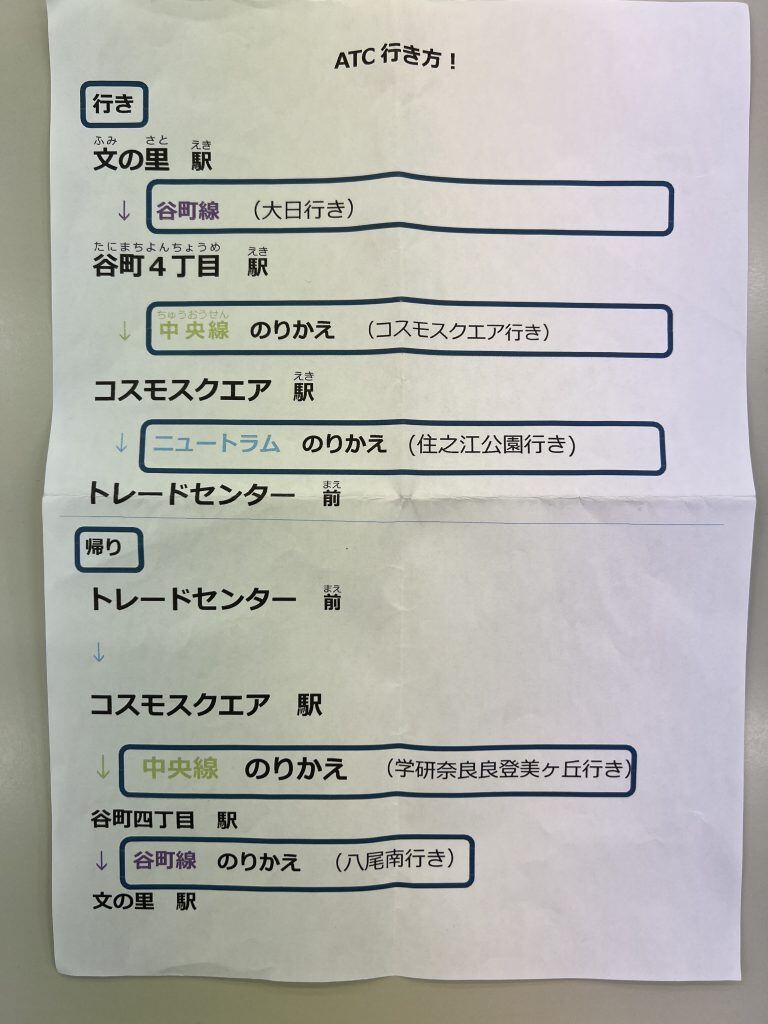 ATC 行き方！
行き
ふみ さと えき
文の里 駅
↓ 谷町線 （大日行き）
たにまちよんちょうめ えき
谷町４丁目 駅
ちゅうおうせん
↓ 中央線 のりかえ （コスモスクエア行き）
えき
コスモスクエア 駅
↓ ニュートラム のりかえ (住之江公園行き)
まえ
トレードセンター 前
帰り
まえ
トレードセンター 前
↓
コスモスクエア 駅
↓ 中央線 のりかえ （学研奈良良登美ヶ丘行き）
谷町四丁目 駅
↓ 谷町線 のりかえ （八尾南行き）
文の里 駅